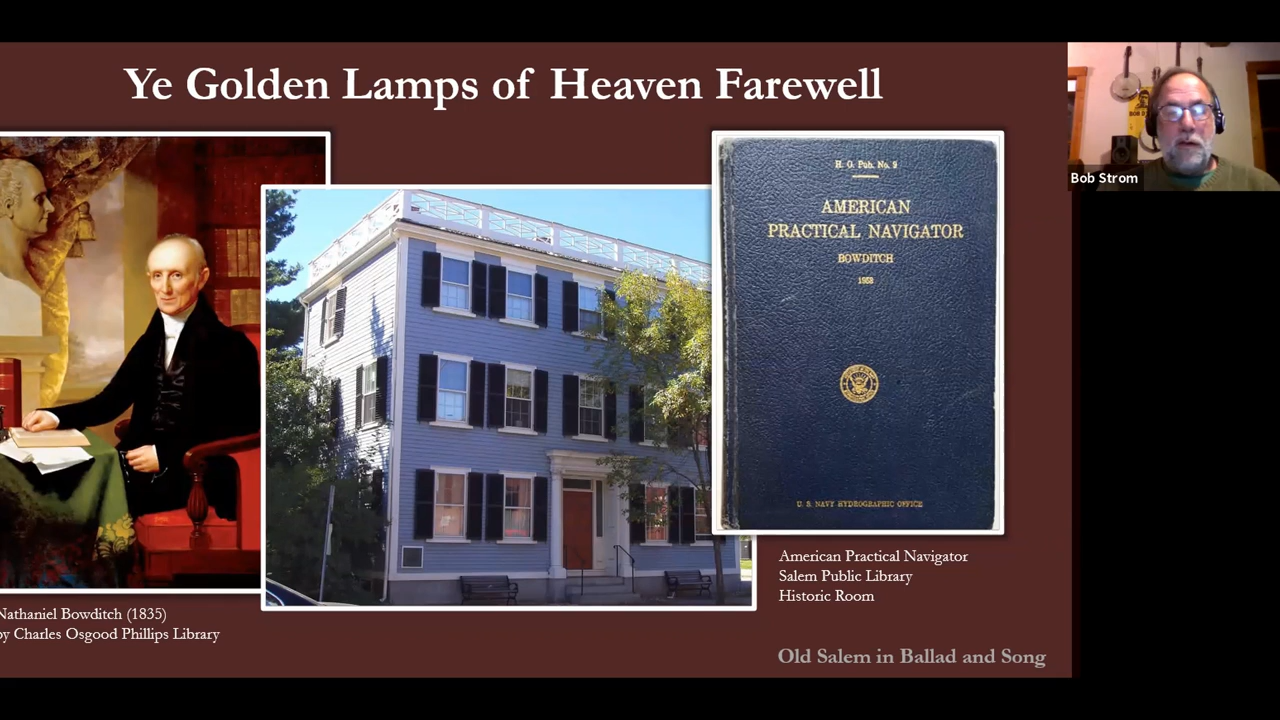 Ye Golden Lamps of Heaven Farewell
Bob Strom
H. O. Pub. No. 9
AMERICAN
PRACTICAL NAVIGATOR
BOWDITCH
1958
U. S. NAVY HYDROGRAPHIC OFFICE
American Practical Navigator
Salem Public Library
Historic Room
Nathaniel Bowditch (1835)
by Charles Osgood Phillips Library
Old Salem in Ballad and Song